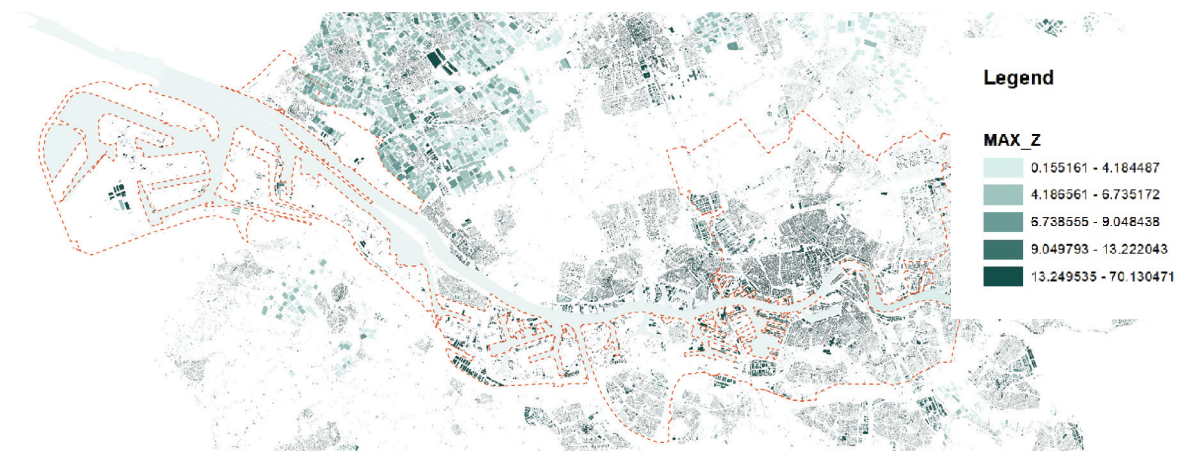 Legend
MAX_Z
0.155161 - 4.184487
4.186561 - 6.735172
6.738555 - 9.048438
9.049793 - 13.222043
13.249535 - 70.130471